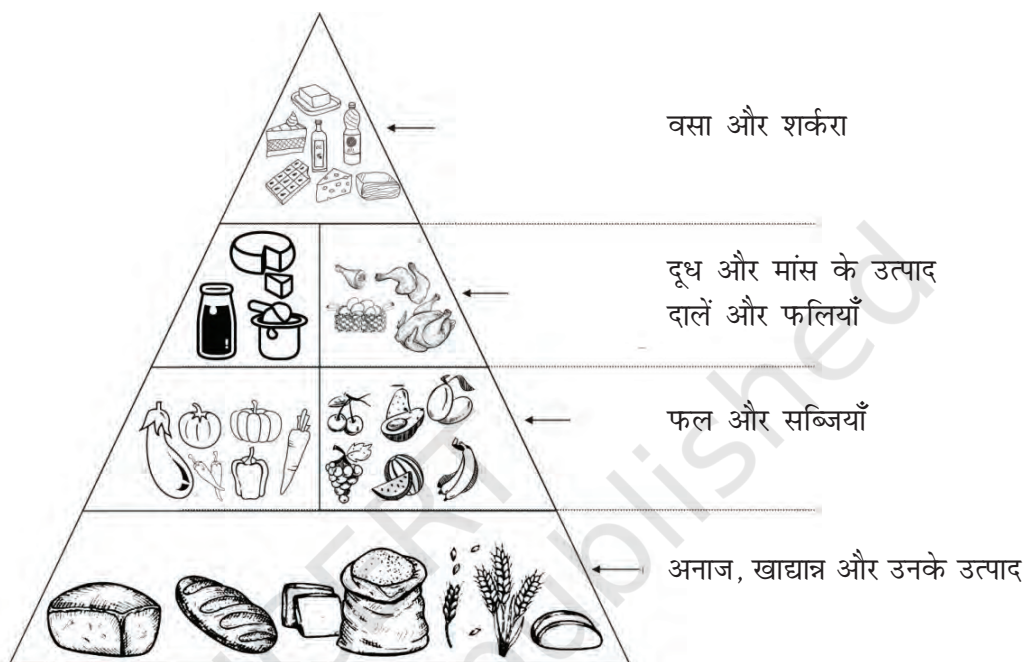 वसा और शर्करा
दूध और मांस के उत्पाद
दालें और फलियाँ
फल और सब्जियाँ
अनाज, खाद्यान्न और उनके उत्पाद